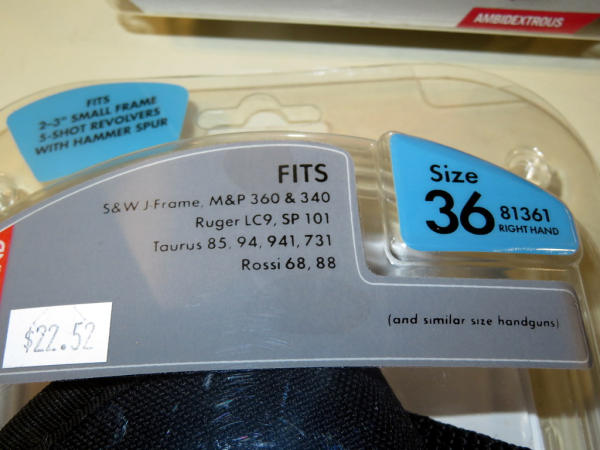 AMBIDEXTROUS
FITS
2-3" SMALL FRAME
5-SHOT REVOLVERS
WITH HAMMER SPUR
FITS
S&W J-Frame, M&P 360 & 340
Ruger LC9, SP 101
Taurus 85, 94, 941, 731
Rossi 68, 88
Size
36 81361
RIGHT HAND
(and similar size handguns)
$22.52